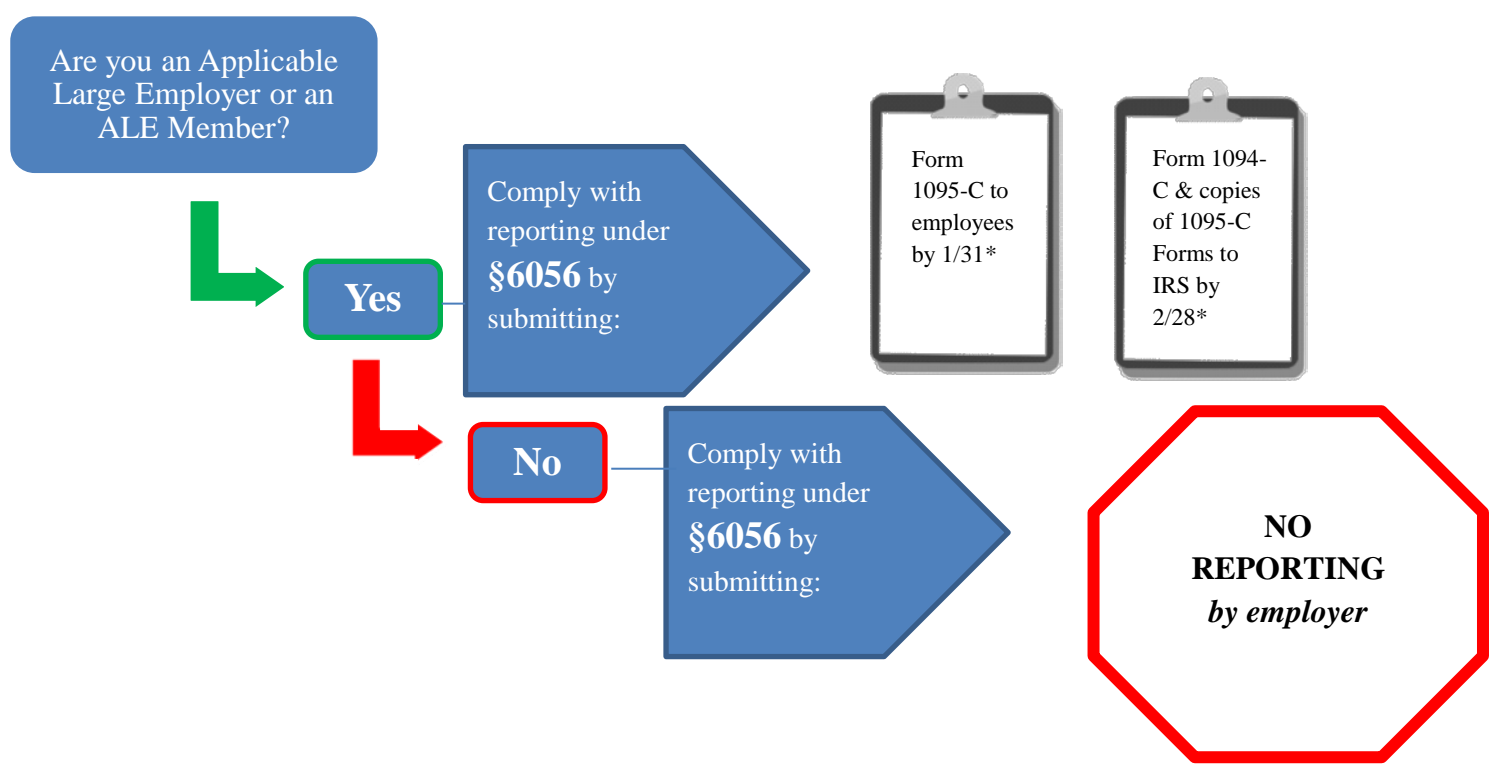 Are you an Applicable
Large Employer or an
ALE Member?
Yes
Comply with
reporting under
§6056 by
submitting:
Form
1095-C to
employees
by 1/31*
Form 1094-
C & copies
of 1095-C
Forms to
IRS by
2/28*
No
Comply with
reporting under
§6056 by
submitting:
NO
REPORTING
by employer